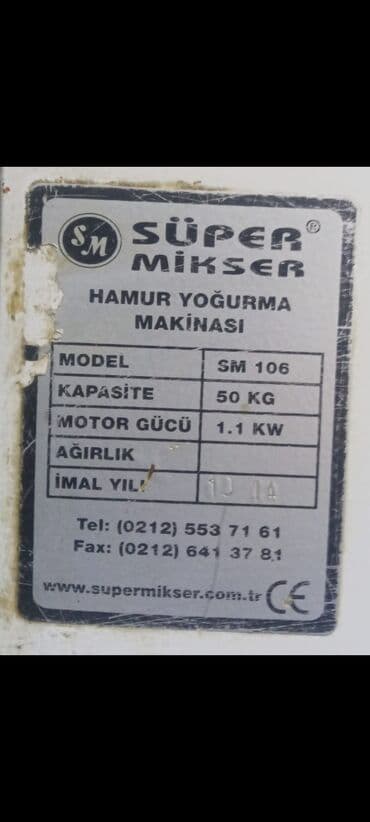 SM
SÜPER®
MİKSER
HAMUR YOĞURMA
MAKİNASI
MODEL SM 106
KAPASİTE 50 KG
MOTOR GÜCÜ 1.1 KW
AĞIRLIK
İMAL YILI
Tel: (0212) 553 71 61
Fax: (0212) 641 37 81
www.supermikser.com.tr CE